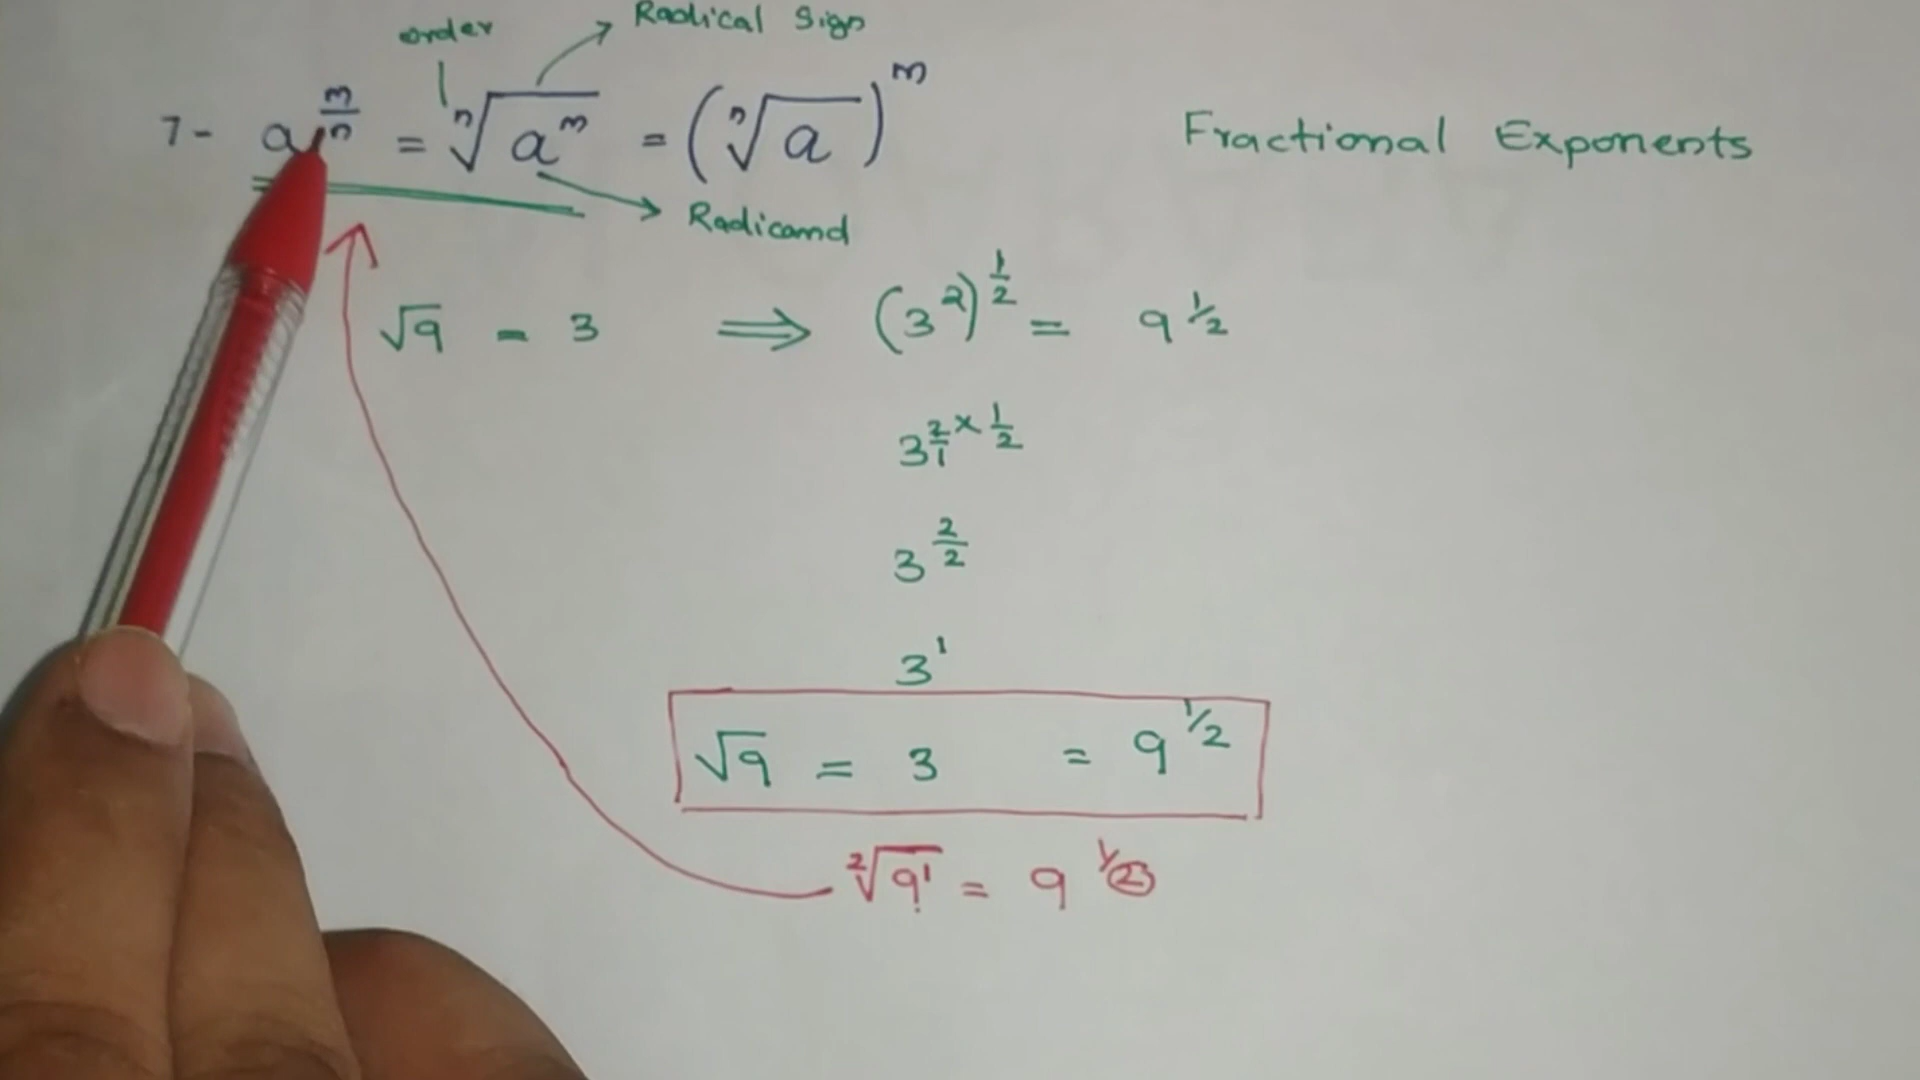 order Radical Sign
7- a^(m/n) = ⁿ√(a^m) = (ⁿ√a)^m Fractional Exponents
Radicand
√9 = 3 ⟹ (3²)^(1/2) = 9^(1/2)
3^(2/1 × 1/2)
3^(2/2)
3¹
√9 = 3 = 9^(1/2)
²√9¹ = 9^(1/2)